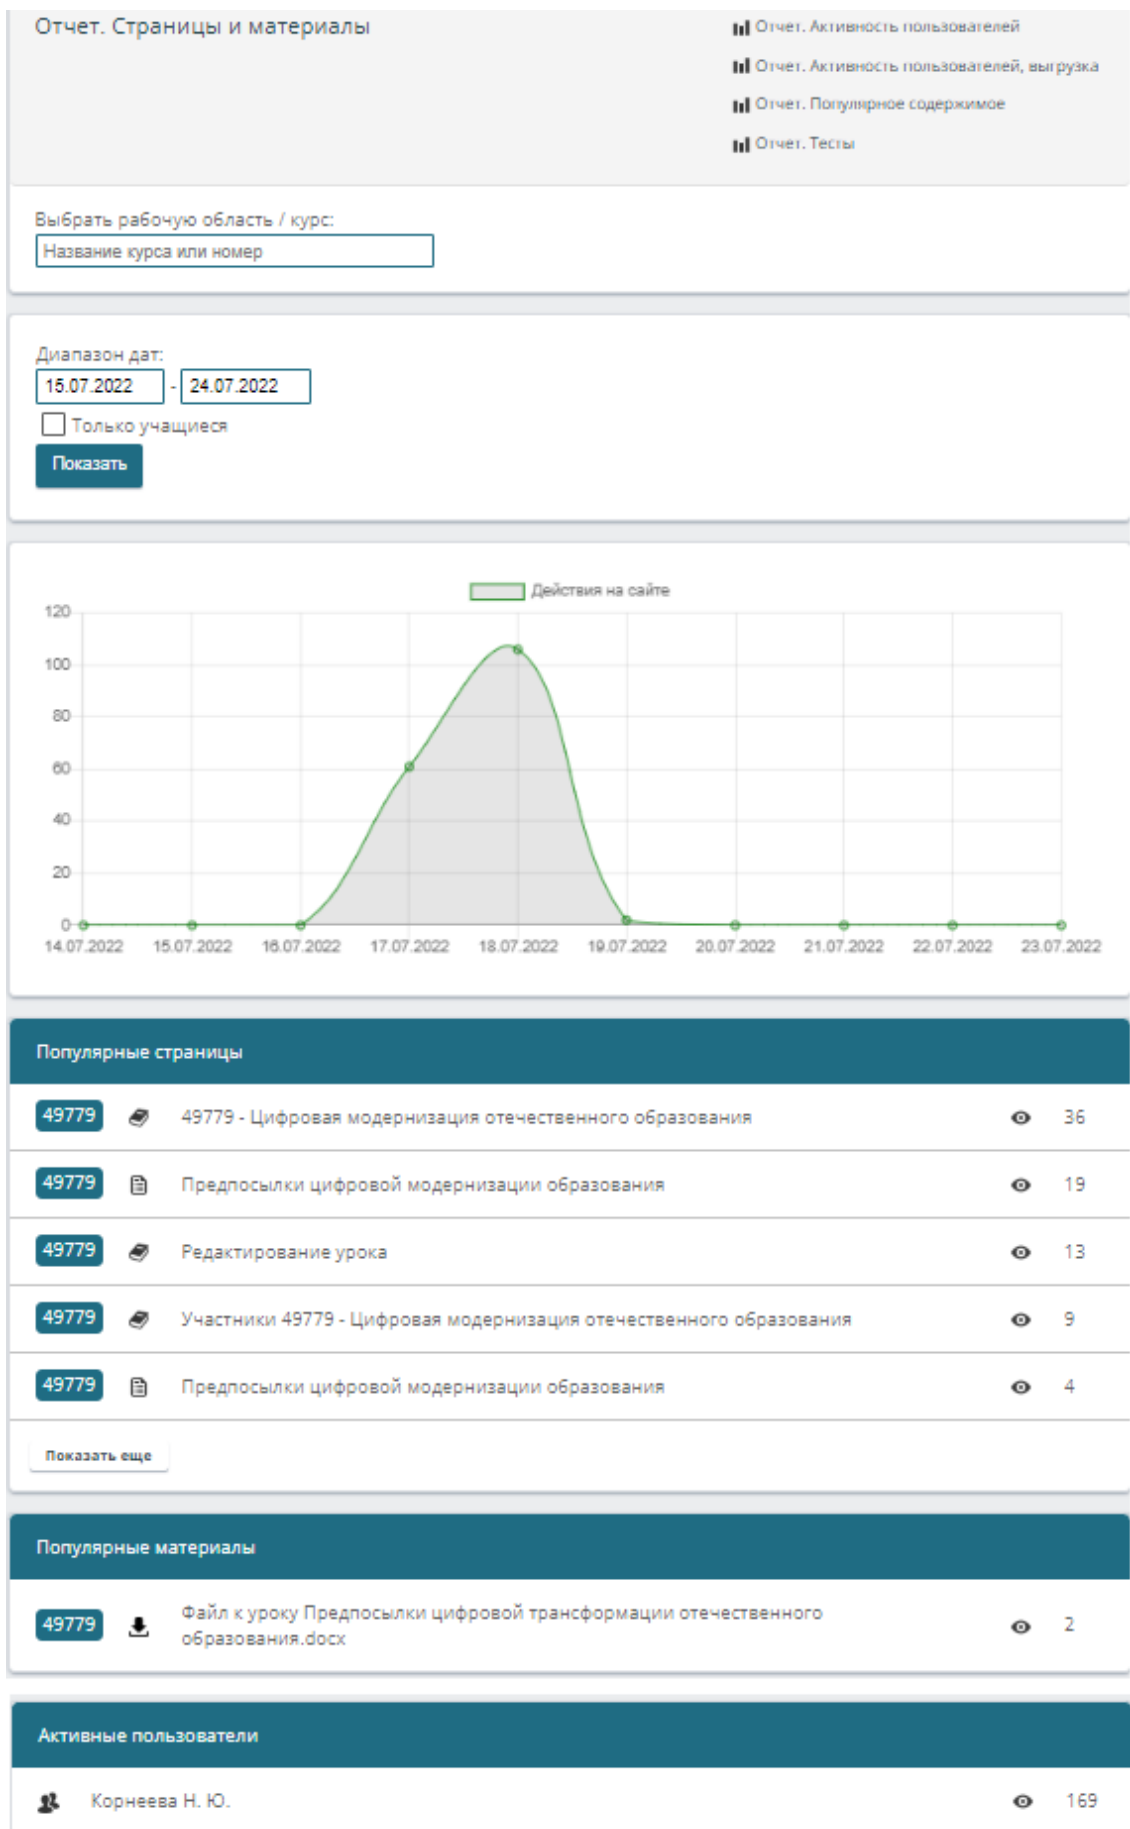 Отчет. Страницы и материалы
Отчет. Активность пользователей
Отчет. Активность пользователей, выгрузка
Отчет. Популярное содержимое
Отчет. Тесты
Выбрать рабочую область / курс:
Название курса или номер
Диапазон дат:
15.07.2022 - 24.07.2022
Только учащиеся
Показать
Действия на сайте
120
100
80
60
40
20
0
14.07.2022 15.07.2022 16.07.2022 17.07.2022 18.07.2022 19.07.2022 20.07.2022 21.07.2022 22.07.2022 23.07.2022
Популярные страницы
49779 49779 - Цифровая модернизация отечественного образования 36
49779 Предпосылки цифровой модернизации образования 19
49779 Редактирование урока 13
49779 Участники 49779 - Цифровая модернизация отечественного образования 9
49779 Предпосылки цифровой модернизации образования 4
Показать еще
Популярные материалы
49779 Файл к уроку Предпосылки цифровой трансформации отечественного
образования.docx 2
Активные пользователи
Корнеева Н. Ю. 169